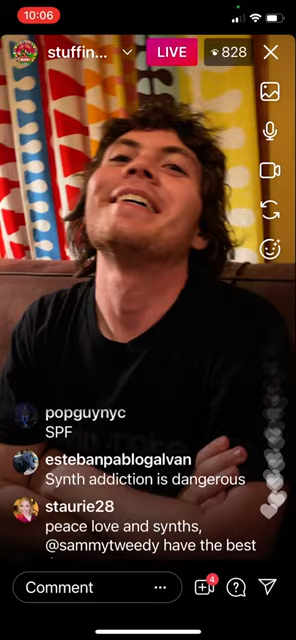 10:06
stuffin...
LIVE
828
popguynyc
SPF
estebanpablogalvan
Synth addiction is dangerous
staurie28
peace love and synths,
@sammytweedy have the best
4
Comment